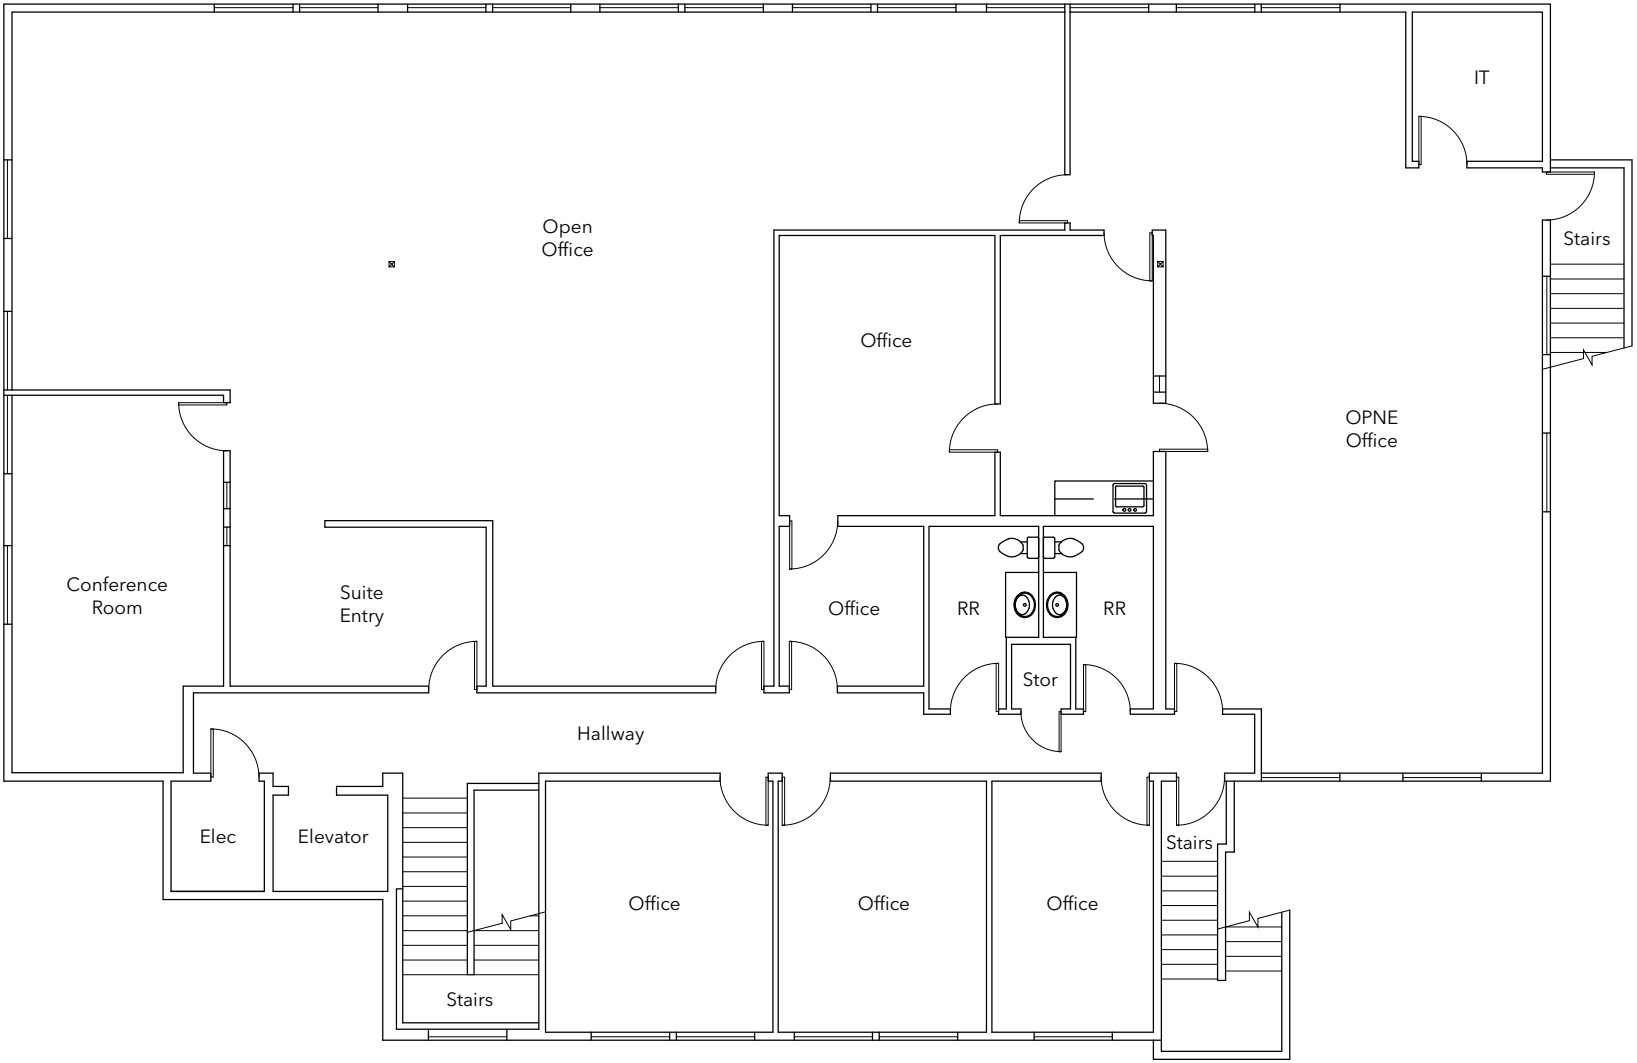 IT
Open
Office
Stairs
Office
OPNE
Office
Conference
Room
Suite
Entry
Office
RR
RR
Stor
Hallway
Elec
Elevator
Stairs
Office
Office
Office
Stairs